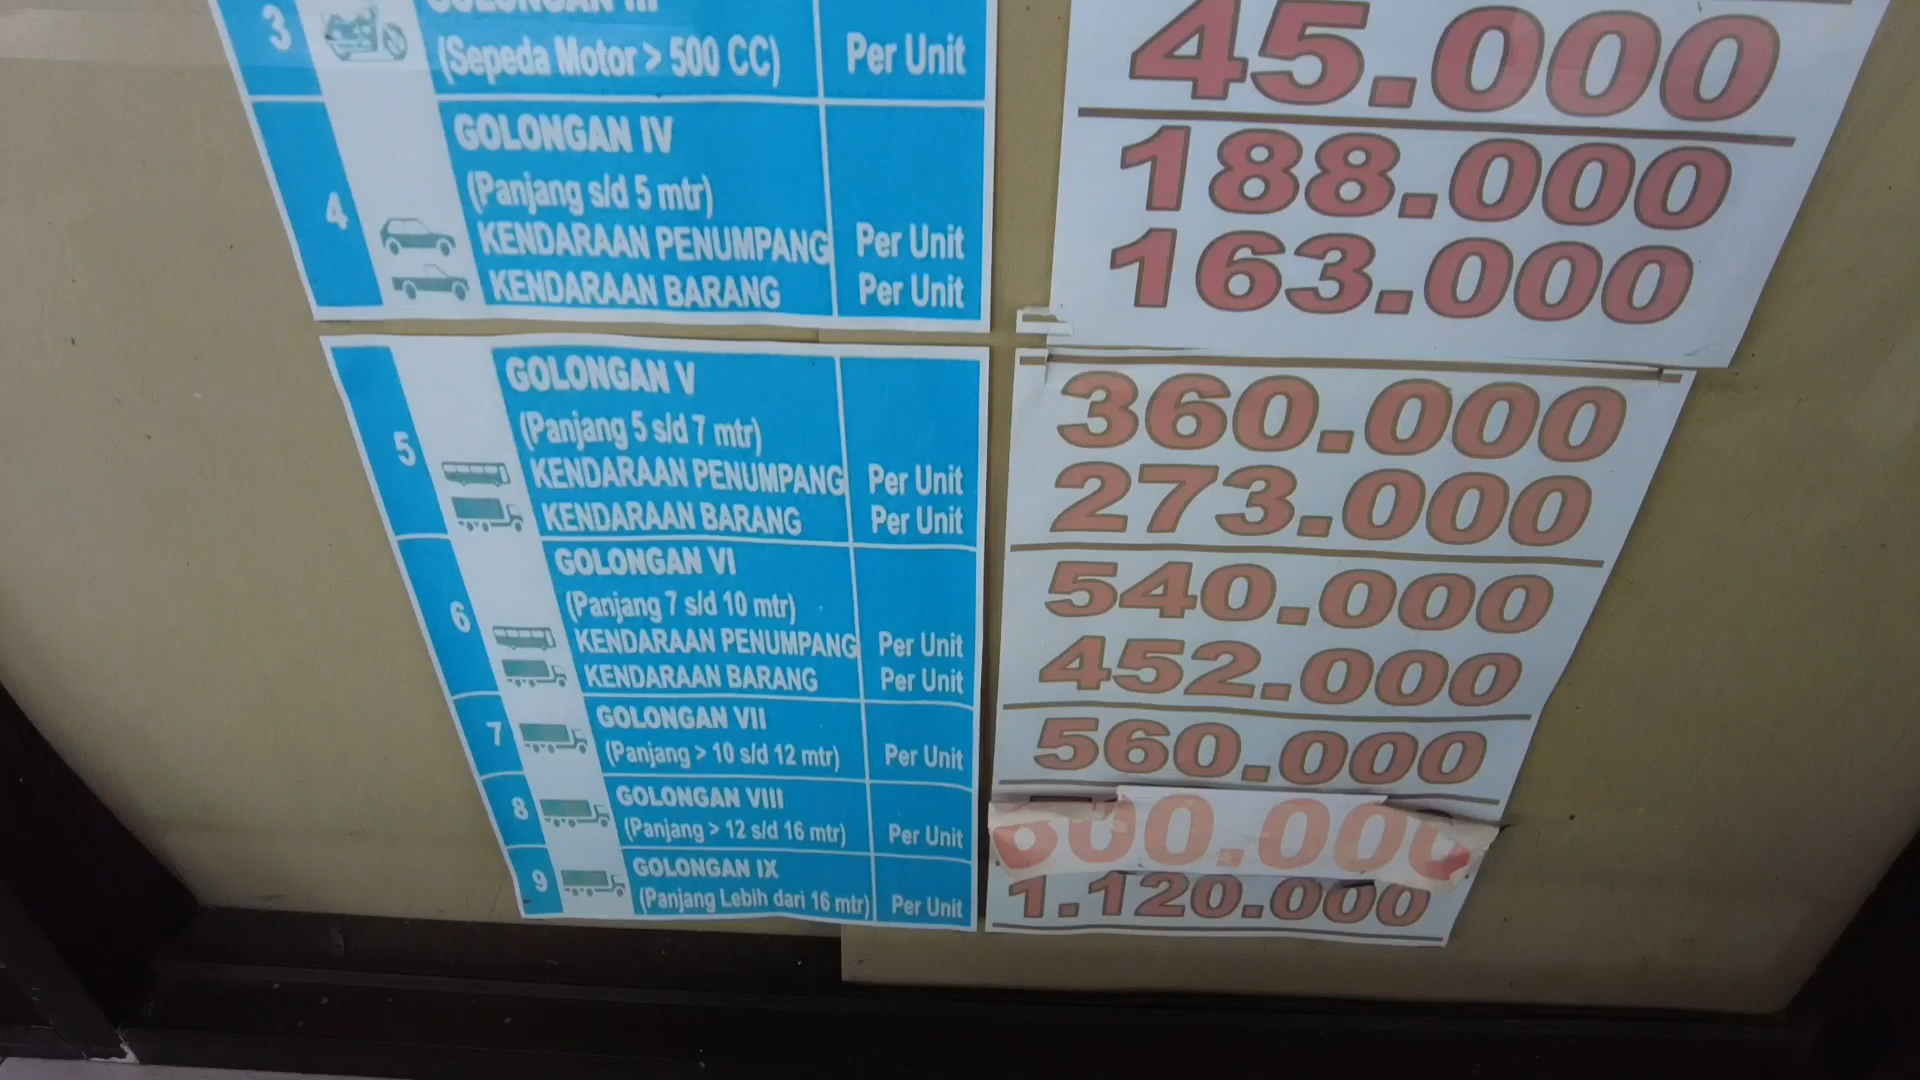 3
(Sepeda Motor > 500 CC) Per Unit 45.000
GOLONGAN IV 188.000
4 (Panjang s/d 5 mtr)
KENDARAAN PENUMPANG Per Unit 163.000
KENDARAAN BARANG Per Unit
GOLONGAN V 360.000
5 (Panjang 5 s/d 7 mtr)
KENDARAAN PENUMPANG Per Unit 273.000
KENDARAAN BARANG Per Unit
GOLONGAN VI 540.000
6 (Panjang 7 s/d 10 mtr)
KENDARAAN PENUMPANG Per Unit 452.000
KENDARAAN BARANG Per Unit
7 GOLONGAN VII 560.000
(Panjang > 10 s/d 12 mtr) Per Unit
8 GOLONGAN VIII
(Panjang > 12 s/d 16 mtr) Per Unit
9 GOLONGAN IX 1.120.000
(Panjang Lebih dari 16 mtr) Per Unit